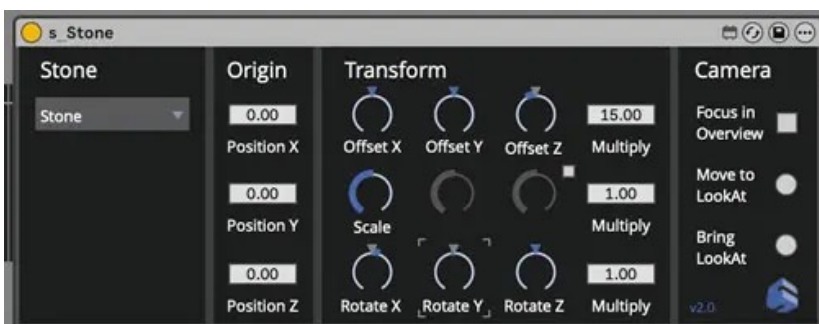 s_Stone
Stone
Stone
Origin
0.00
Position X
0.00
Position Y
0.00
Position Z
Transform
Offset X Offset Y Offset Z
15.00
Multiply
Scale
1.00
Multiply
Rotate X Rotate Y Rotate Z
1.00
Multiply
Camera
Focus in
Overview
Move to
LookAt
Bring
LookAt
v2.0